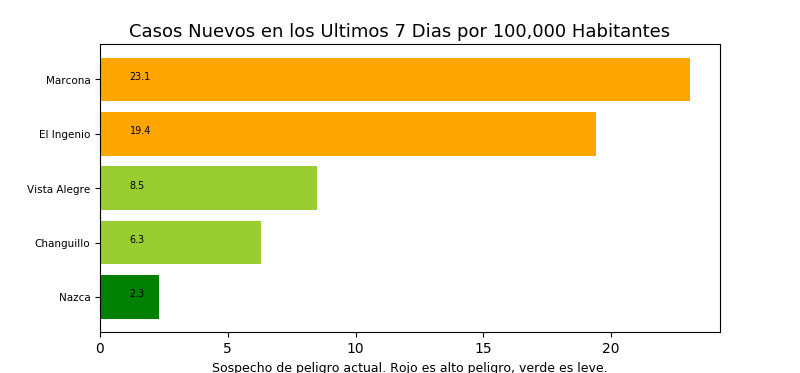 Casos Nuevos en los Ultimos 7 Dias por 100,000 Habitantes
Marcona 23.1
El Ingenio 19.4
Vista Alegre 8.5
Changuillo 6.3
Nazca 2.3
0 5 10 15 20
Sospecho de peligro actual. Rojo es alto peligro, verde es leve.